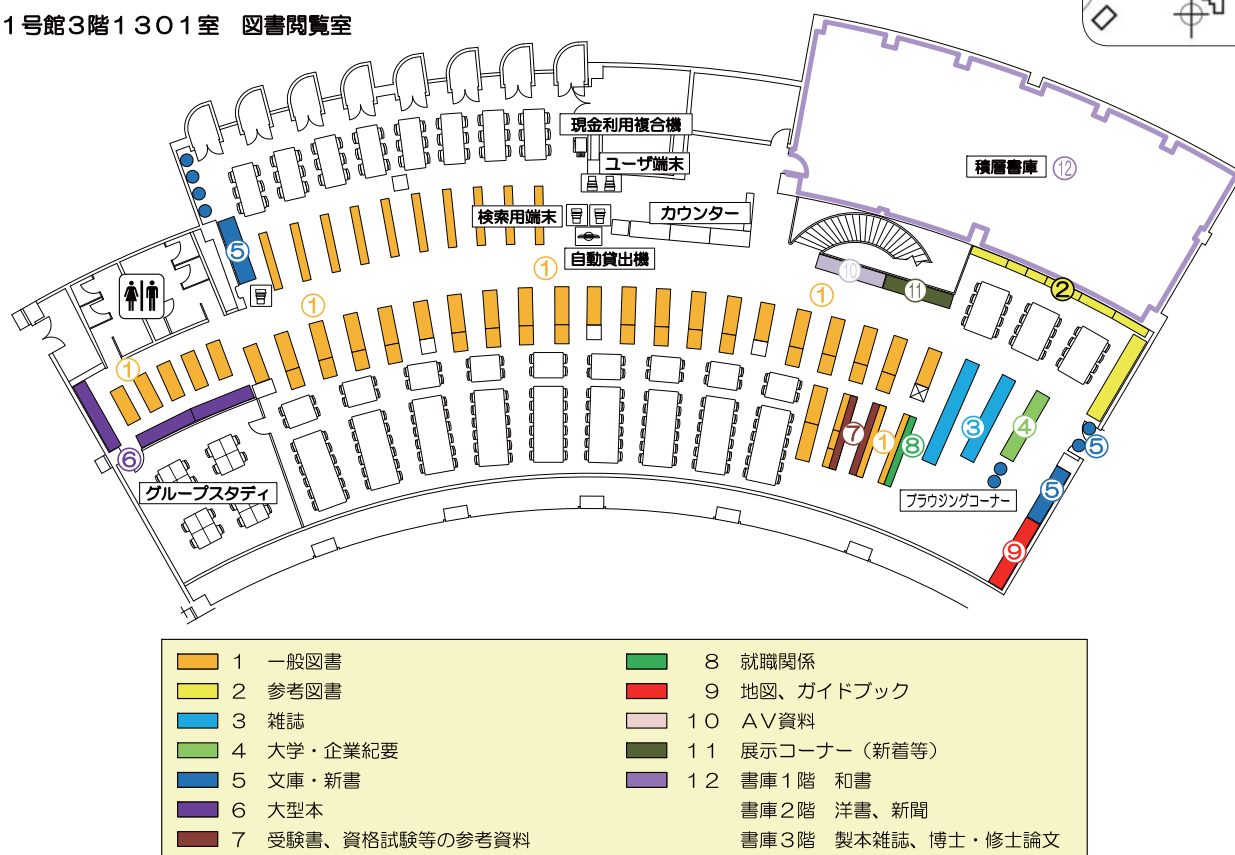 1号館3階1301室　図書閲覧室
現金利用複合機
ユーザ端末
積層書庫 ⑫
検索用端末
カウンター
⑤
自動貸出機
①
⑩
⑪
②
①
①
①
⑥
グループスタディ
⑦
①
⑧
③
④
⑤
ブラウジングコーナー
⑤
⑨
1　一般図書
2　参考図書
3　雑誌
4　大学・企業紀要
5　文庫・新書
6　大型本
7　受験書、資格試験等の参考資料
8　就職関係
9　地図、ガイドブック
10　AV資料
11　展示コーナー（新着等）
12　書庫1階　和書
書庫2階　洋書、新聞
書庫3階　製本雑誌、博士・修士論文